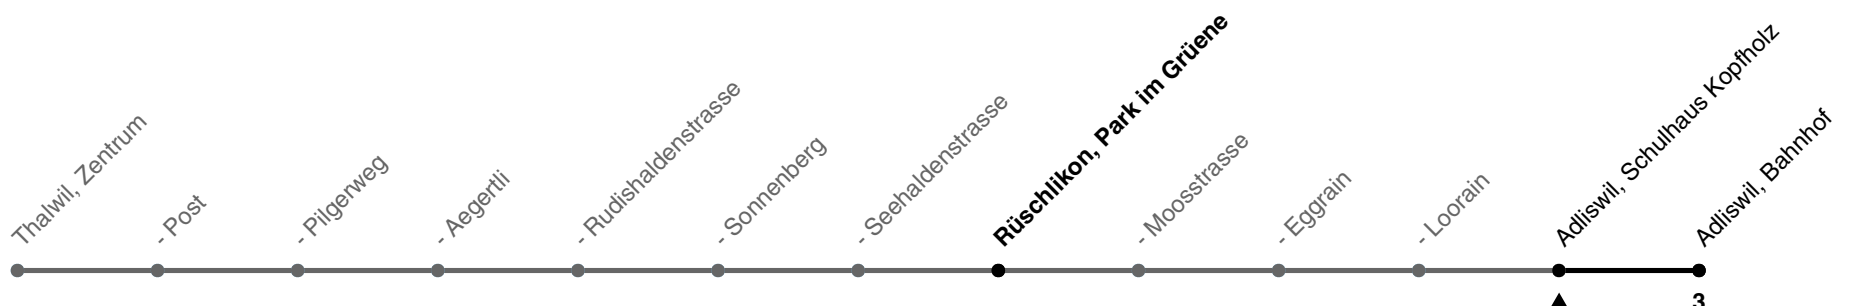 Thalwil, Zentrum
- Post
- Pilgerweg
- Aegertli
- Rudishaldenstrasse
- Sonnenberg
- Seehaldenstrasse
Rüschlikon, Park im Grüene
- Moosstrasse
- Eggrain
- Loorain
Adliswil, Schulhaus Kopfholz
Adliswil, Bahnhof
3